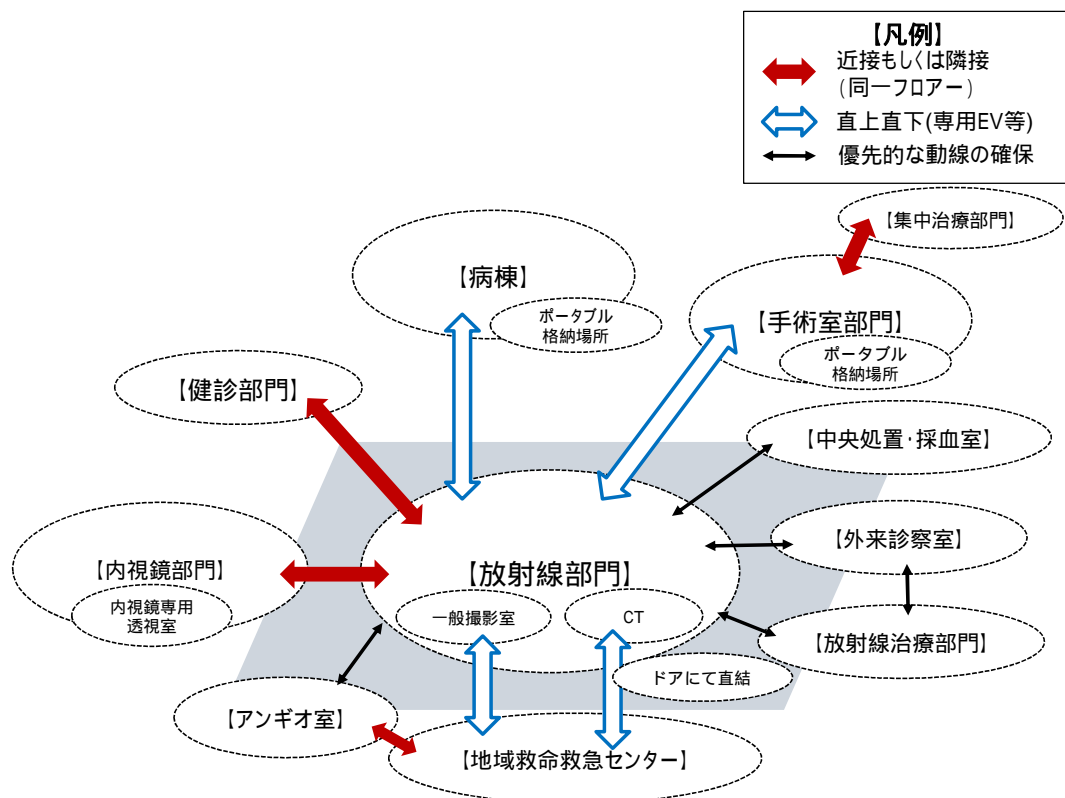 【凡例】
近接もしくは隣接
(同一フロアー)
直上直下(専用EV等)
優先的な動線の確保
【集中治療部門】
【病棟】
ポータブル
格納場所
【手術室部門】
ポータブル
格納場所
【健診部門】
【中央処置・採血室】
【外来診察室】
【内視鏡部門】
内視鏡専用
透視室
【放射線部門】
一般撮影室
CT
【放射線治療部門】
ドアにて直結
【アンギオ室】
【地域救命救急センター】